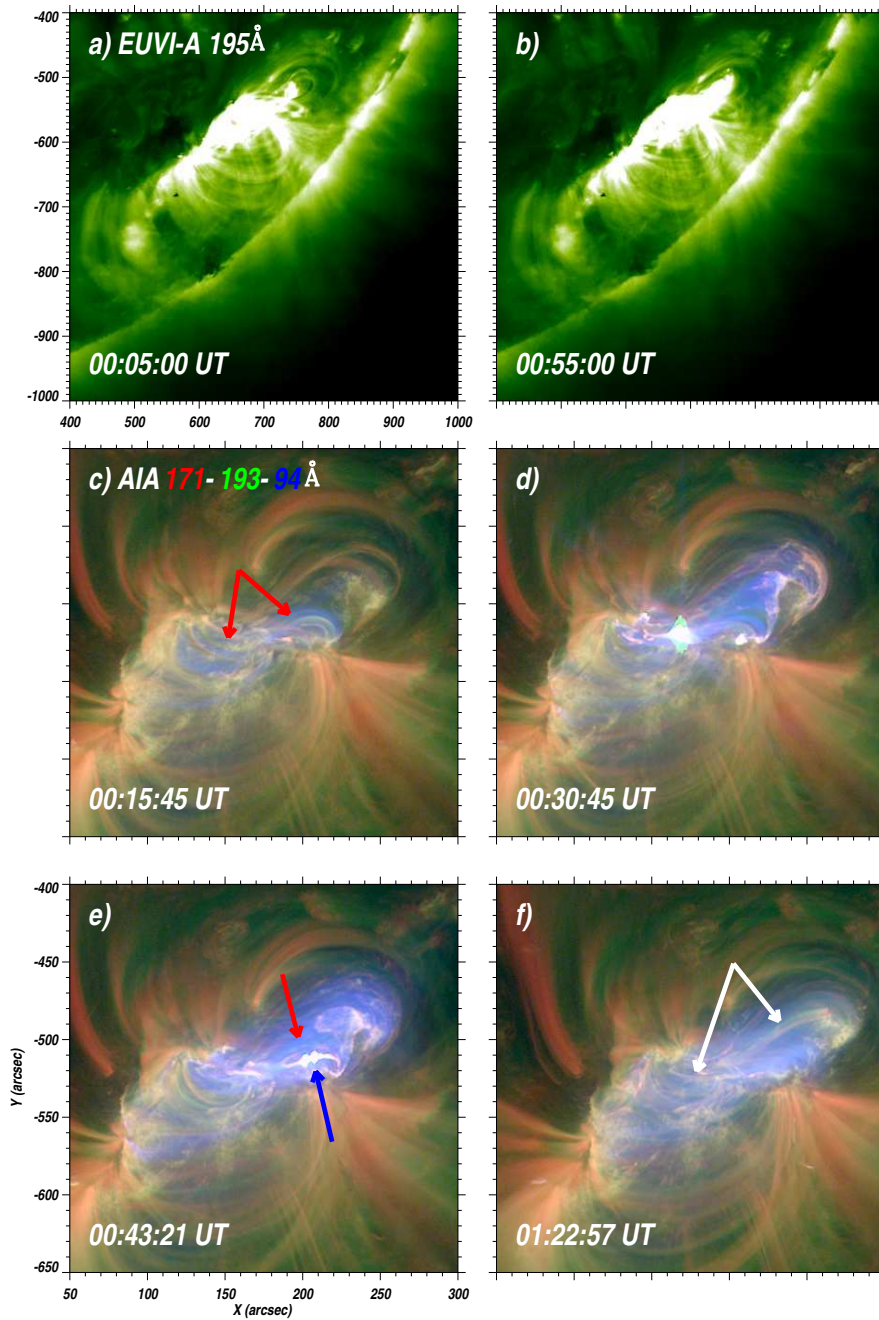 a) EUVI-A 195Å
b)
-400
-500
-600
-700
-800
-900
-1000
00:05:00 UT
00:55:00 UT
400 500 600 700 800 900 1000
c) AIA 171- 193- 94 Å
d)
00:15:45 UT
00:30:45 UT
e)
f)
-400
-450
-500
-550
-600
-650
Y (arcsec)
00:43:21 UT
01:22:57 UT
50 100 150 200 250 300
X (arcsec)